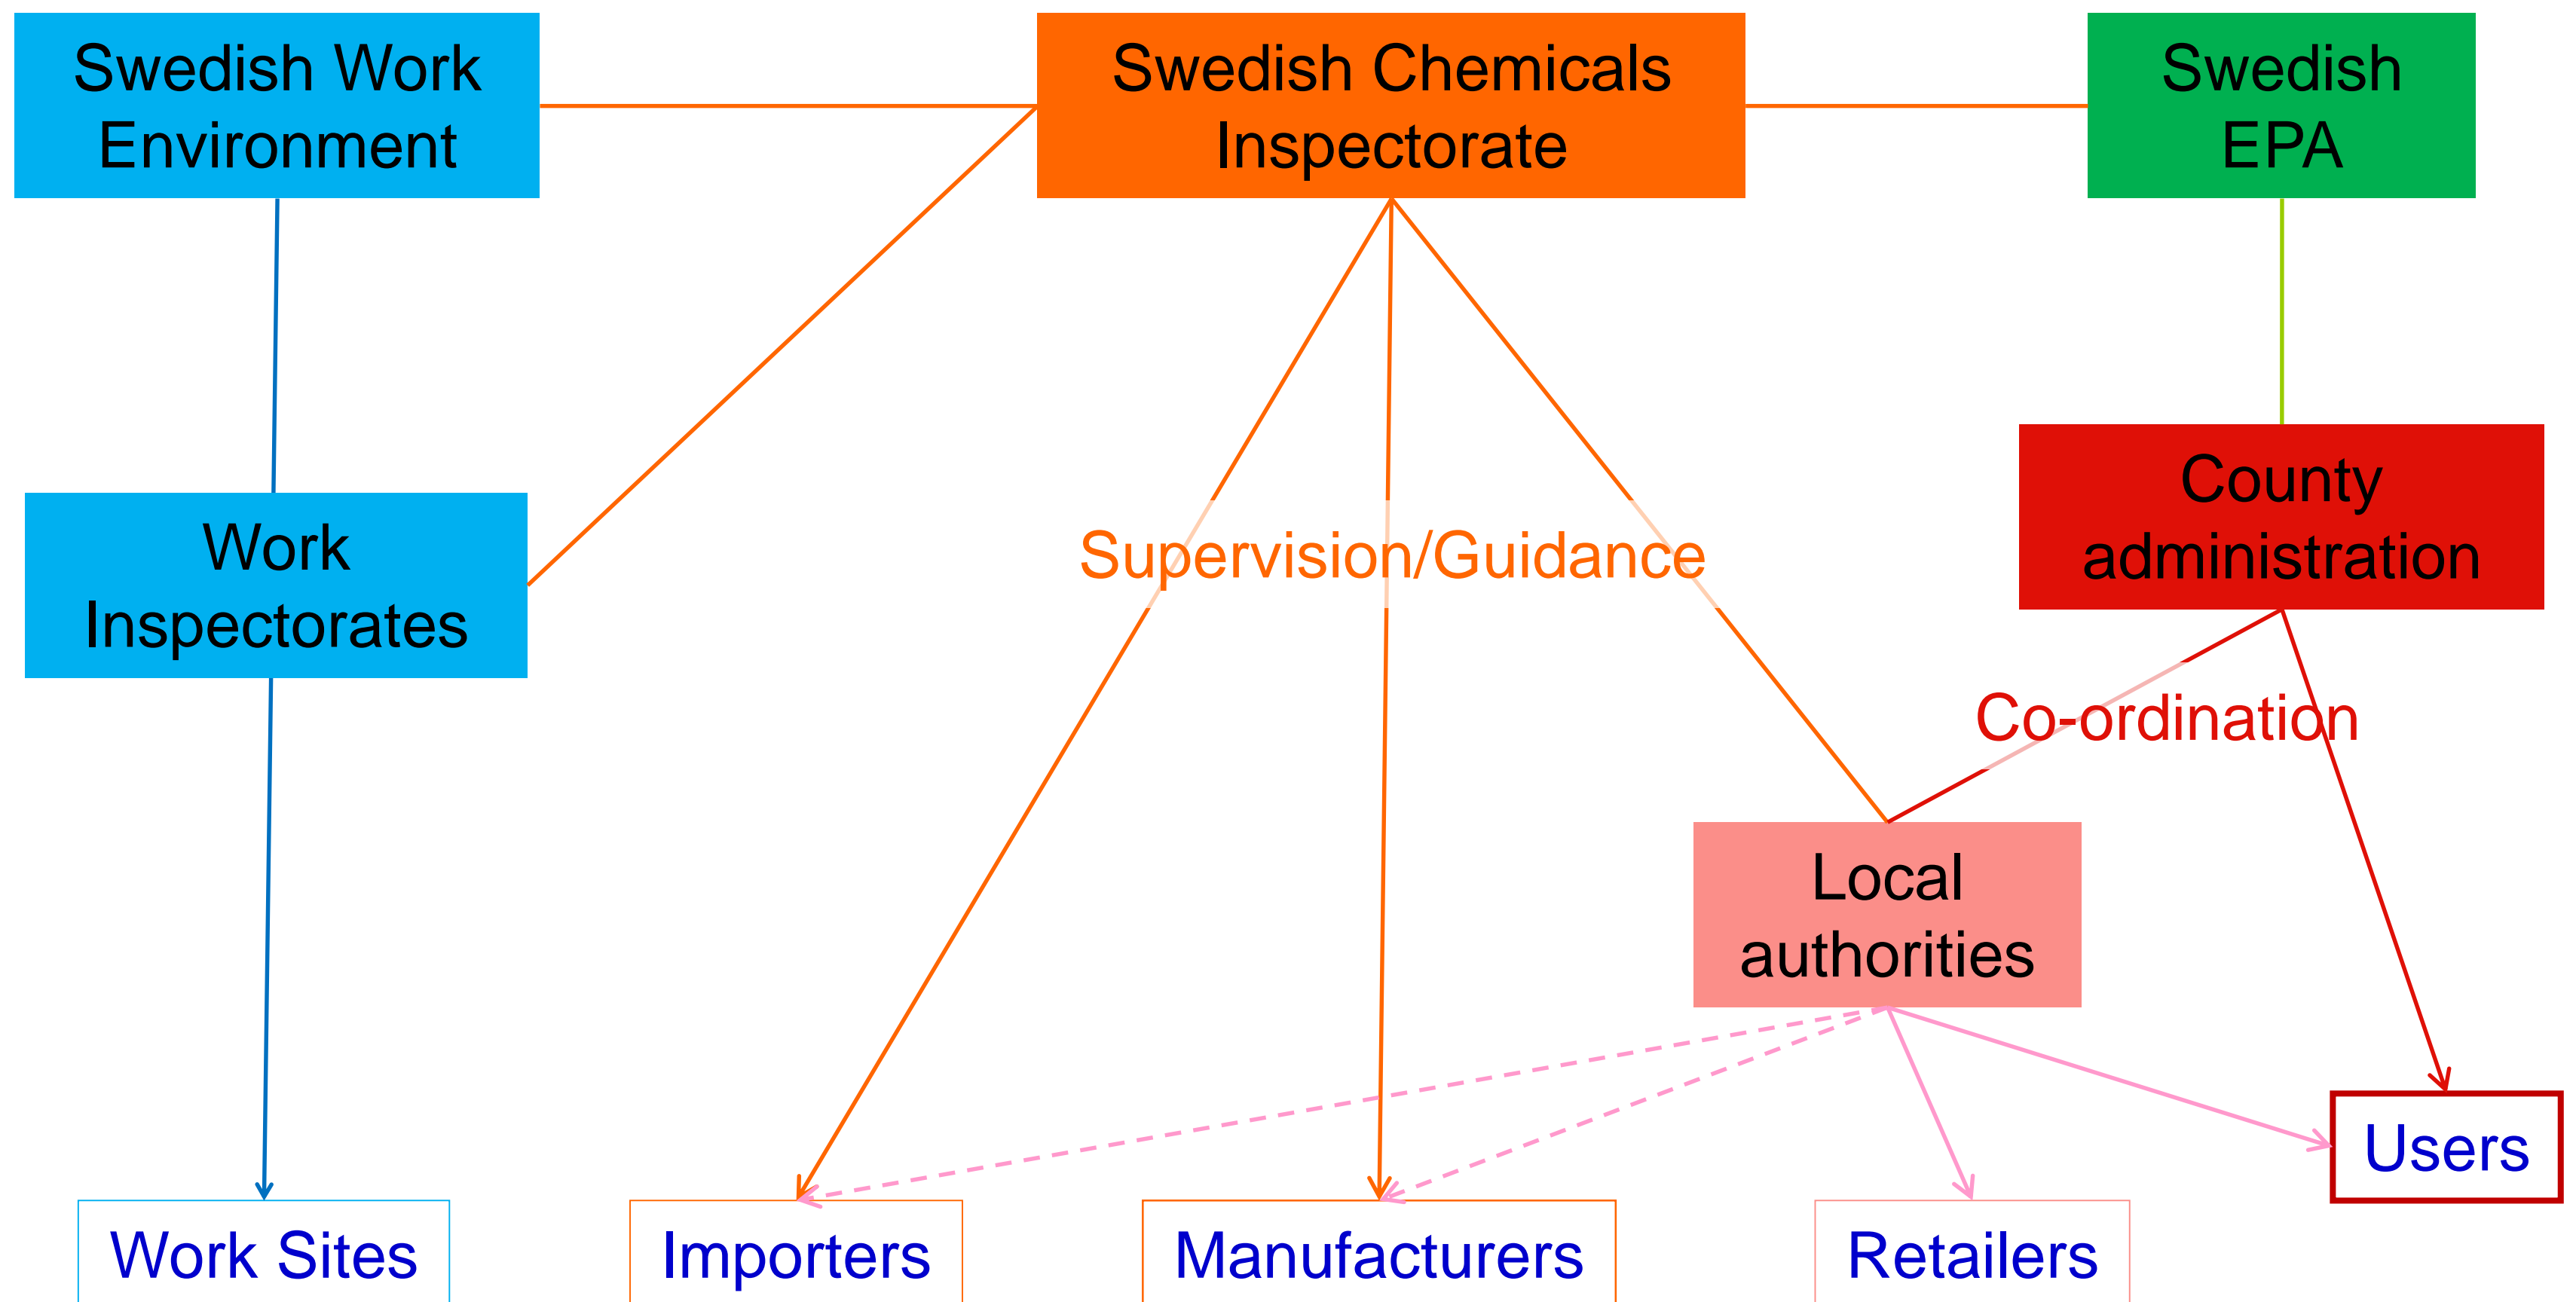 Swedish Work
Environment
Swedish Chemicals
Inspectorate
Swedish
EPA
Work
Inspectorates
Supervision/Guidance
County
administration
Co-ordination
Local
authorities
Users
Work Sites
Importers
Manufacturers
Retailers